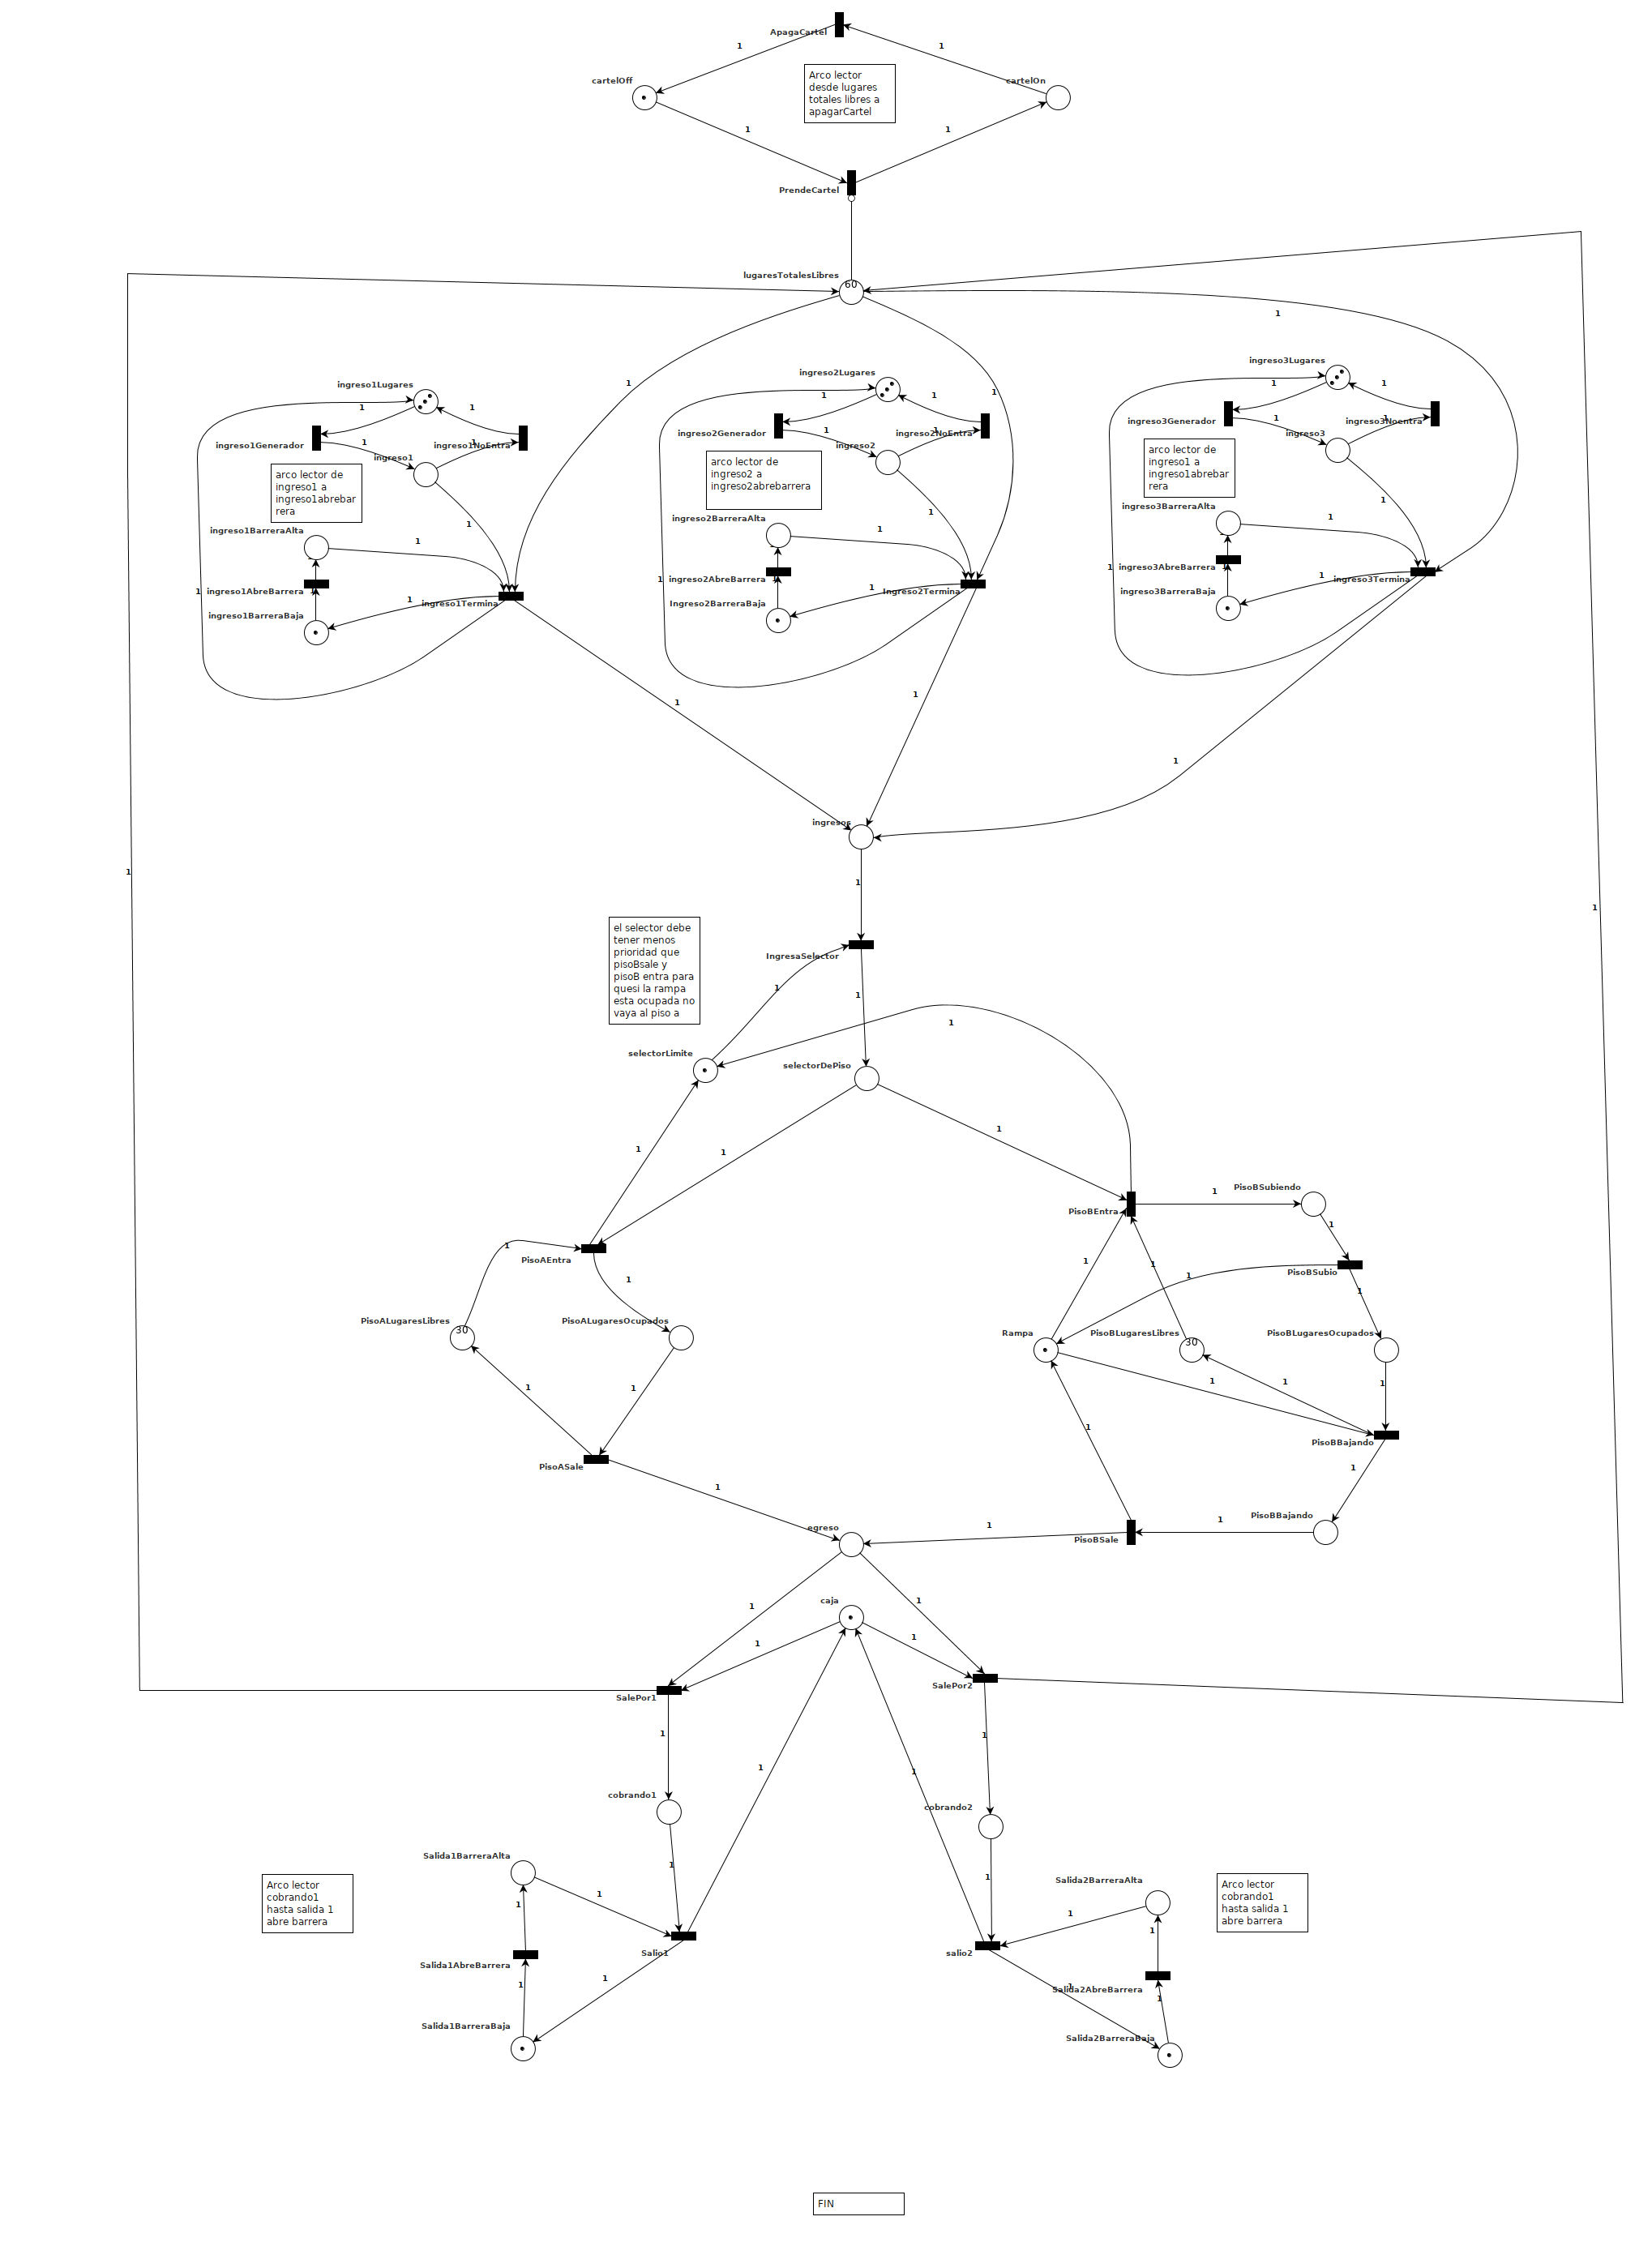 ApagaCartel
1
1
Arco lector
desde lugares
totales libres a
apagarCartel
cartelOff
cartelOn
1
1
PrendeCartel
lugaresTotalesLibres
60
1
1
1
ingreso1Lugares
1
1
ingreso1Generador
1
ingreso1NoEntra
1
ingreso1
arco lector de
ingreso1 a
ingreso1abrebar
rera
1
ingreso1BarreraAlta
1
1
ingreso1AbreBarrera
1
ingreso1Termina
ingreso1BarreraBaja
ingreso2Lugares
1
1
ingreso2Generador
1
ingreso2NoEntra
1
ingreso2
arco lector de
ingreso2 a
ingreso2abrebarrera
1
ingreso2BarreraAlta
1
1
ingreso2AbreBarrera
1
Ingreso2Termina
Ingreso2BarreraBaja
ingreso3Lugares
1
1
ingreso3Generador
1
ingreso3Noentra
1
ingreso3
arco lector de
ingreso1 a
ingreso1abrebar
rera
1
ingreso3BarreraAlta
1
1
ingreso3AbreBarrera
1
ingreso3Termina
ingreso3BarreraBaja
1
1
1
ingresos
1
1
1
el selector debe
tener menos
prioridad que
pisoBsale y
pisoB entra para
quesi la rampa
esta ocupada no
vaya al piso a
IngresaSelector
1
1
1
selectorLimite
selectorDePiso
1
1
1
PisoBEntra
1
PisoBSubiendo
1
PisoAEntra
1
1
1
1
1
PisoBSubio
1
PisoALugaresLibres
30
PisoALugaresOcupados
Rampa
PisoBLugaresLibres
30
PisoBLugaresOcupados
1
1
1
1
1
1
PisoBBajando
PisoASale
1
1
egreso
1
PisoBSale
1
PisoBBajando
caja
1
1
1
1
SalePor1
SalePor2
1
1
1
1
cobrando1
cobrando2
Salida1BarreraAlta
1
1
1
Salida2BarreraAlta
1
1
1
Arco lector
cobrando1
hasta salida 1
abre barrera
Arco lector
cobrando1
hasta salida 1
abre barrera
Salio1
salio2
Salida1AbreBarrera
1
1
Salida2AbreBarrera
1
1
Salida1BarreraBaja
Salida2BarreraBaja
FIN